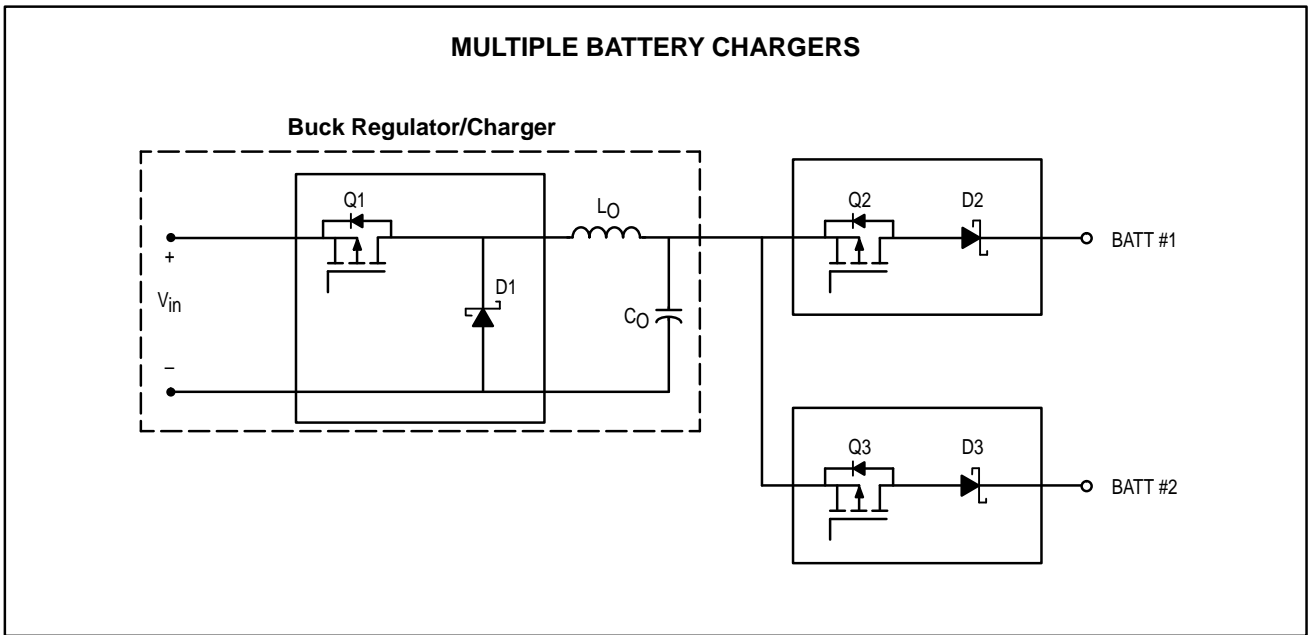 MULTIPLE BATTERY CHARGERS
Buck Regulator/Charger
Q1
LO
Q2
D2
+
BATT #1
D1
Vin
CO
–
Q3
D3
BATT #2